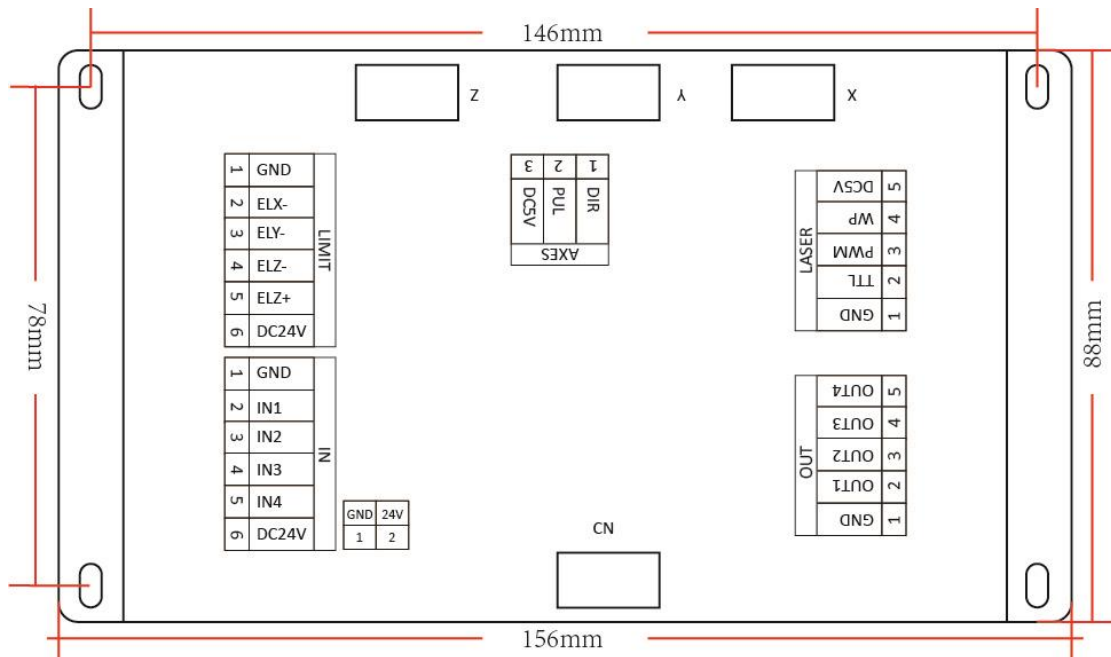 146mm
Z
Y
X
1 GND
2 ELX-
3 ELY-
4 ELZ-
5 ELZ+
6 DC24V
LIMIT
3 2 1
DC5V PUL DIR
AXES
DC5V 5
WP 4
PWM 3
TTL 2
GND 1
LASER
78mm
88mm
1 GND
2 IN1
3 IN2
4 IN3
5 IN4
6 DC24V
IN
GND 24V
1 2
OUT4 5
OUT3 4
OUT2 3
OUT1 2
GND 1
OUT
CN
156mm